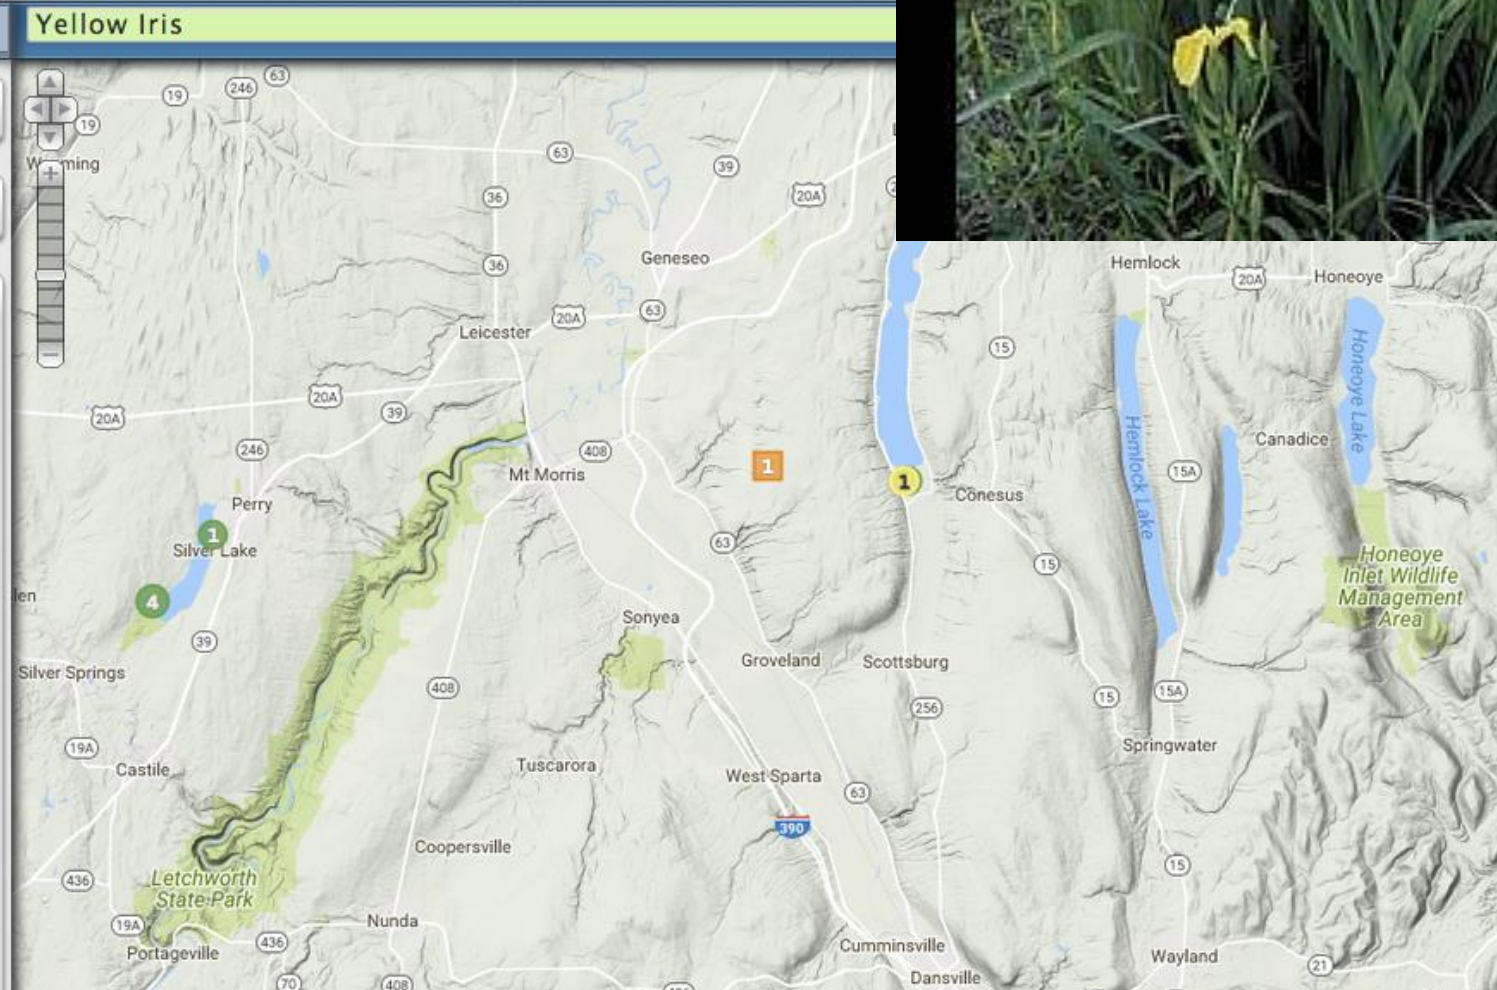 Yellow Iris
63
246
19
19
63
39
36
20A
Geneseo
Hemlock
20A
Honeoye
36
63
20A
Leicester
15
Honeoye Lake
20A
39
20A
Hemlock Lake
Canadice
246
408
1
15A
Mt Morris
1
Conesus
Perry
1
Silver Lake
63
15
Honeoye
Inlet Wildlife
Management
Area
4
Sonyea
39
Silver Springs
Groveland
Scottsburg
408
15
15A
256
19A
Springwater
Castile
Tuscarora
West Sparta
63
390
Coopersville
15
436
Letchworth
State Park
Nunda
19A
436
Cumminsville
Portageville
Wayland
21
Dansville
70
408